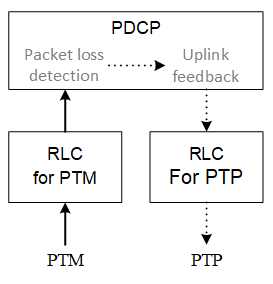 PDCP
Packet loss
detection
Uplink
feedback
RLC
for PTM
RLC
For PTP
PTM
PTP